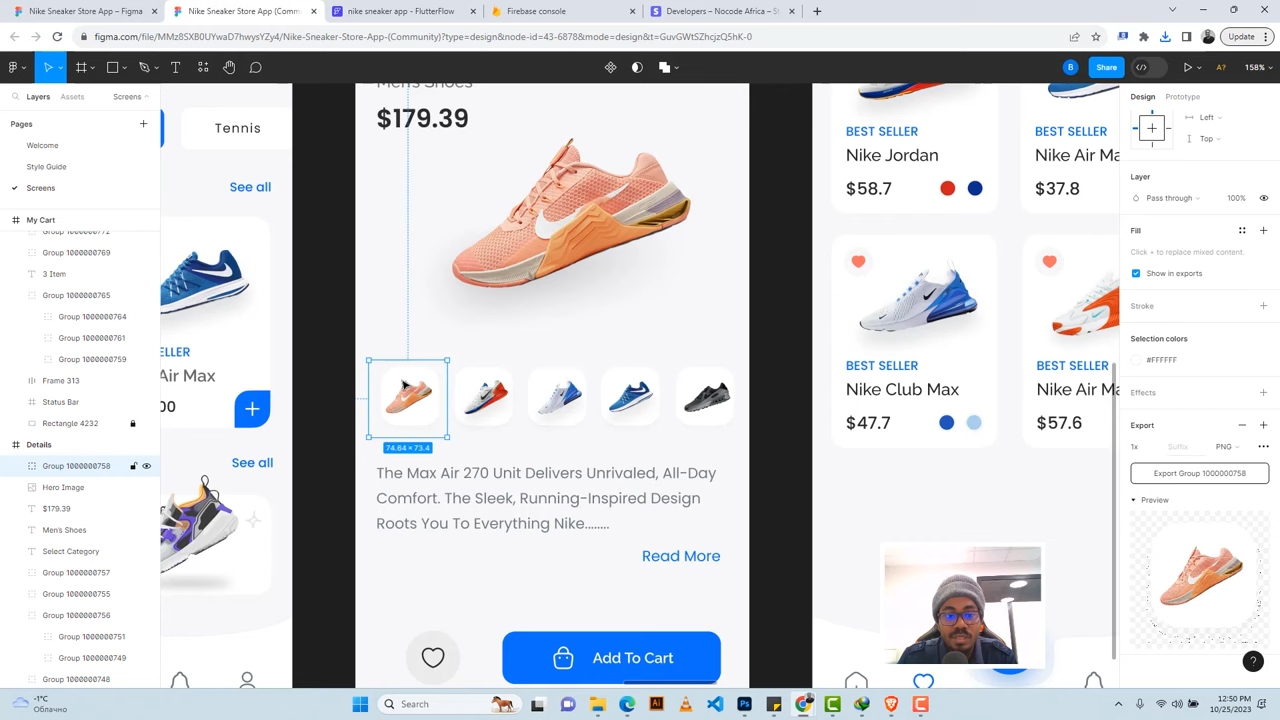 Nike Sneaker Store App - Figma
Nike Sneaker Store App (Comm
nike sneaker app - FlutterFlow
Firebase console
Developers – Nocode Africa – S
figma.com/file/MMz8SXB0UYwaD7hwysYZy4/Nike-Sneaker-Store-App-(Community)?type=design&node-id=43-6878&mode=design&t=GuvGWtSZhcjzQ5hK-0
Update
B
Share
A?
158%
Layers
Assets
Screens
Pages
Welcome
Style Guide
Screens
My Cart
Group 1000000772
Group 1000000769
3 Item
Group 1000000765
Group 1000000764
Group 1000000761
Group 1000000759
Frame 313
Status Bar
Rectangle 4232
Details
Group 1000000758
Hero Image
$179.39
Men's Shoes
Select Category
Group 1000000757
Group 1000000755
Group 1000000756
Group 1000000751
Group 1000000749
Group 1000000748
Tennis
See all
ELLER
Air Max
00
See all
Men's Shoes
$179.39
74.64 × 73.4
The Max Air 270 Unit Delivers Unrivaled, All-Day
Comfort. The Sleek, Running-Inspired Design
Roots You To Everything Nike........
Read More
Add To Cart
BEST SELLER
Nike Jordan
$58.7
BEST SELLER
Nike Air Ma
$37.8
BEST SELLER
Nike Club Max
$47.7
BEST SELLER
Nike Air Ma
$57.6
Design
Prototype
Left
Top
Layer
Pass through
100%
Fill
Click + to replace mixed content.
Show in exports
Stroke
Selection colors
#FFFFFF
Effects
Export
1x
Suffix
PNG
Export Group 1000000758
Preview
?
-1°C
Облачно
Search
12:50 PM
10/25/2023